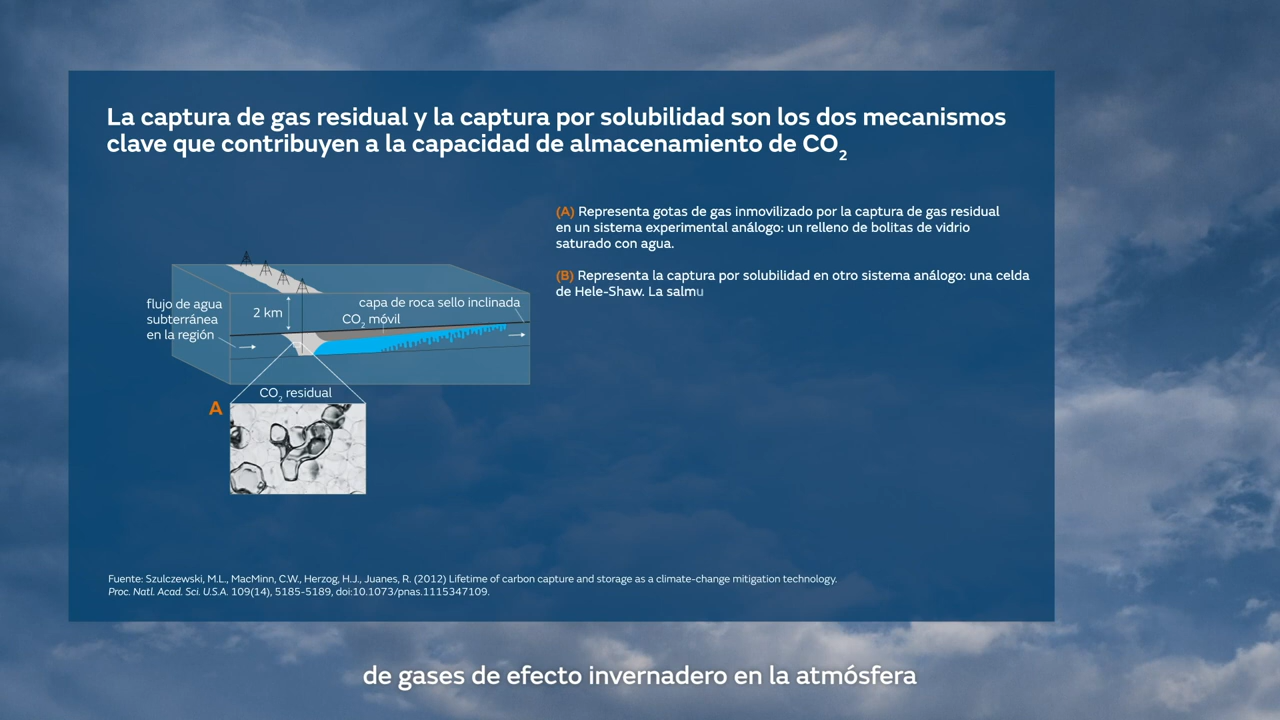 La captura de gas residual y la captura por solubilidad son los dos mecanismos
clave que contribuyen a la capacidad de almacenamiento de CO₂
(A) Representa gotas de gas inmovilizado por la captura de gas residual
en un sistema experimental análogo: un relleno de bolitas de vidrio
saturado con agua.
(B) Representa la captura por solubilidad en otro sistema análogo: una celda
de Hele-Shaw. La salmu
flujo de agua
subterránea
en la región
2 km
capa de roca sello inclinada
CO₂ móvil
CO₂ residual
A
Fuente: Szulczewski, M.L., MacMinn, C.W., Herzog, H.J., Juanes, R. (2012) Lifetime of carbon capture and storage as a climate-change mitigation technology.
Proc. Natl. Acad. Sci. U.S.A. 109(14), 5185-5189, doi:10.1073/pnas.1115347109.
de gases de efecto invernadero en la atmósfera